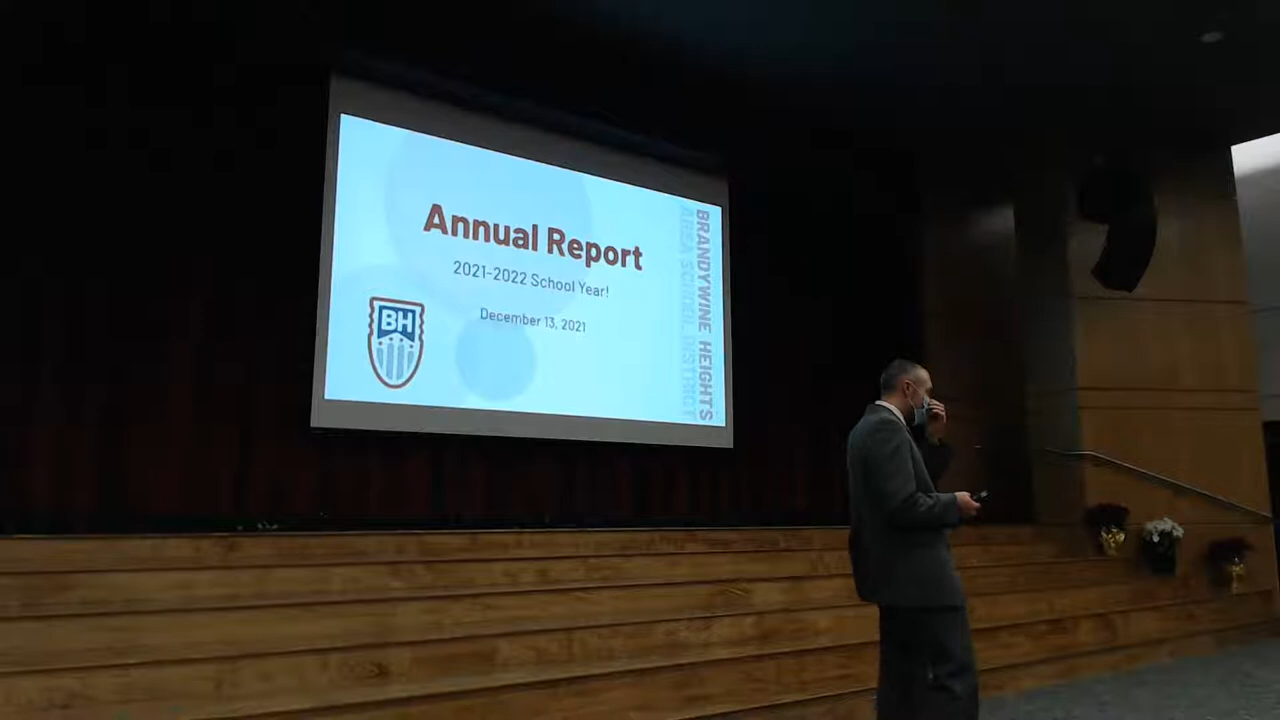 Annual Report
2021-2022 School Year!
December 13, 2021
BH
BRANDYWINE HEIGHTS
AREA SCHOOL DISTRICT